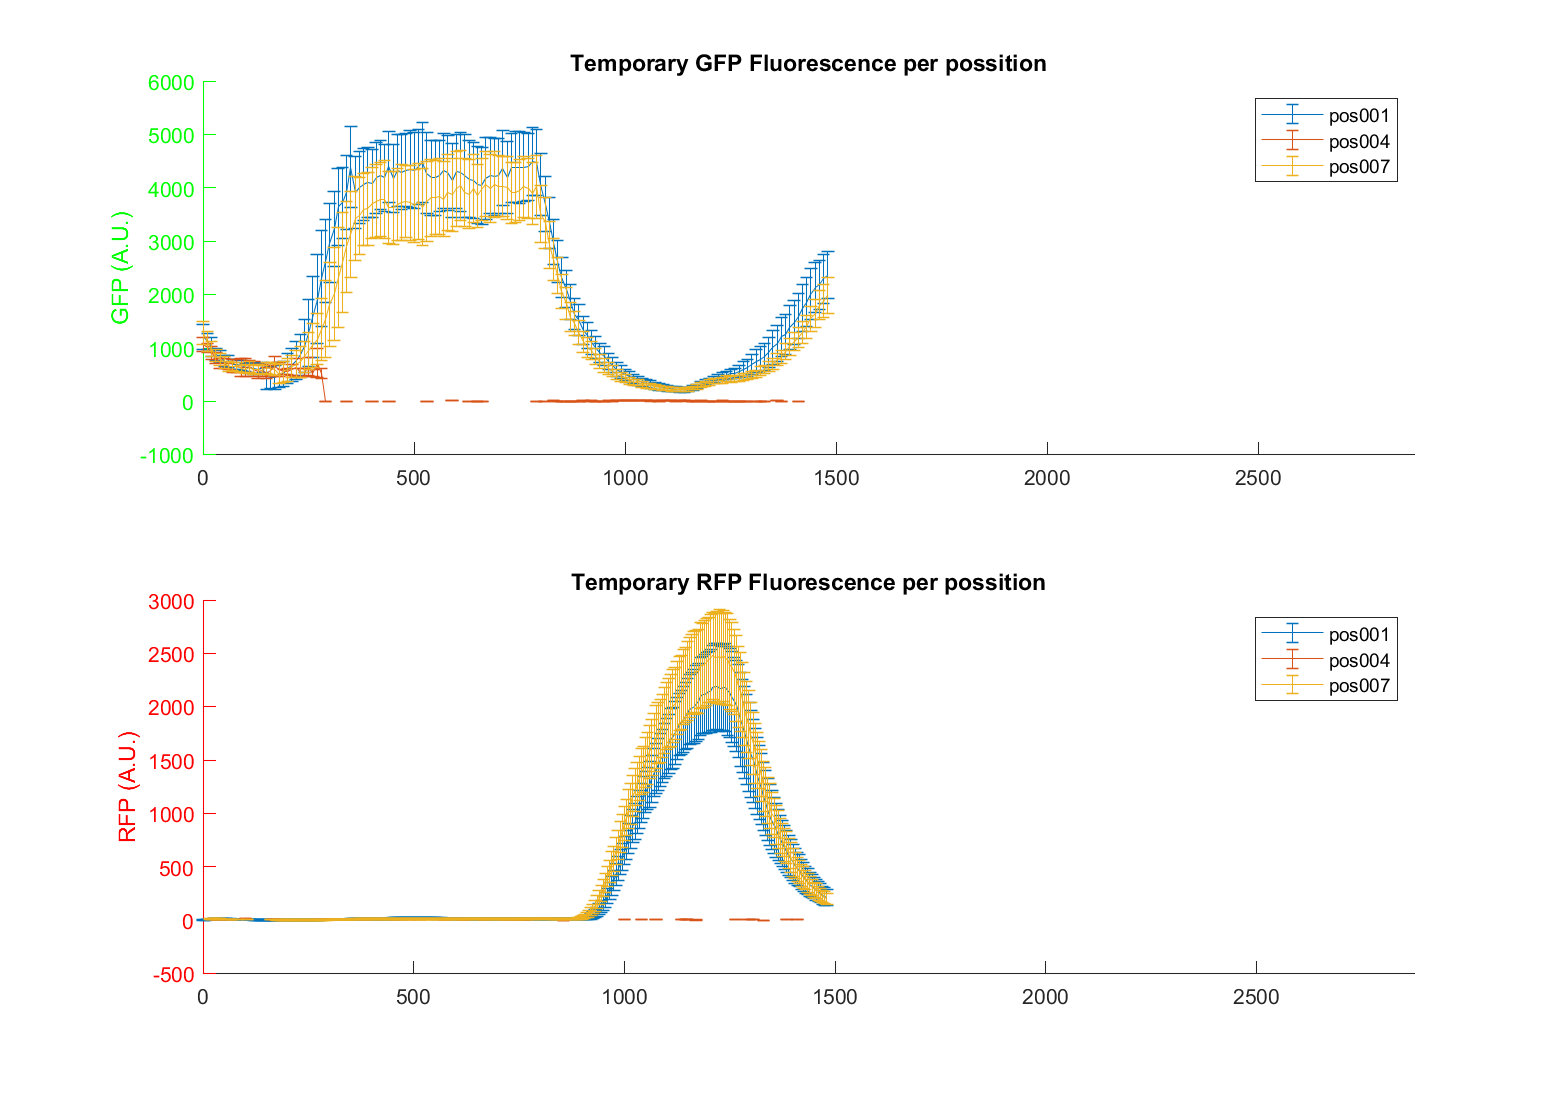 Temporary GFP Fluorescence per possition
6000
5000
4000
3000
2000
1000
0
-1000
GFP (A.U.)
0 500 1000 1500 2000 2500
pos001
pos004
pos007
Temporary RFP Fluorescence per possition
3000
2500
2000
1500
1000
500
0
-500
RFP (A.U.)
0 500 1000 1500 2000 2500
pos001
pos004
pos007